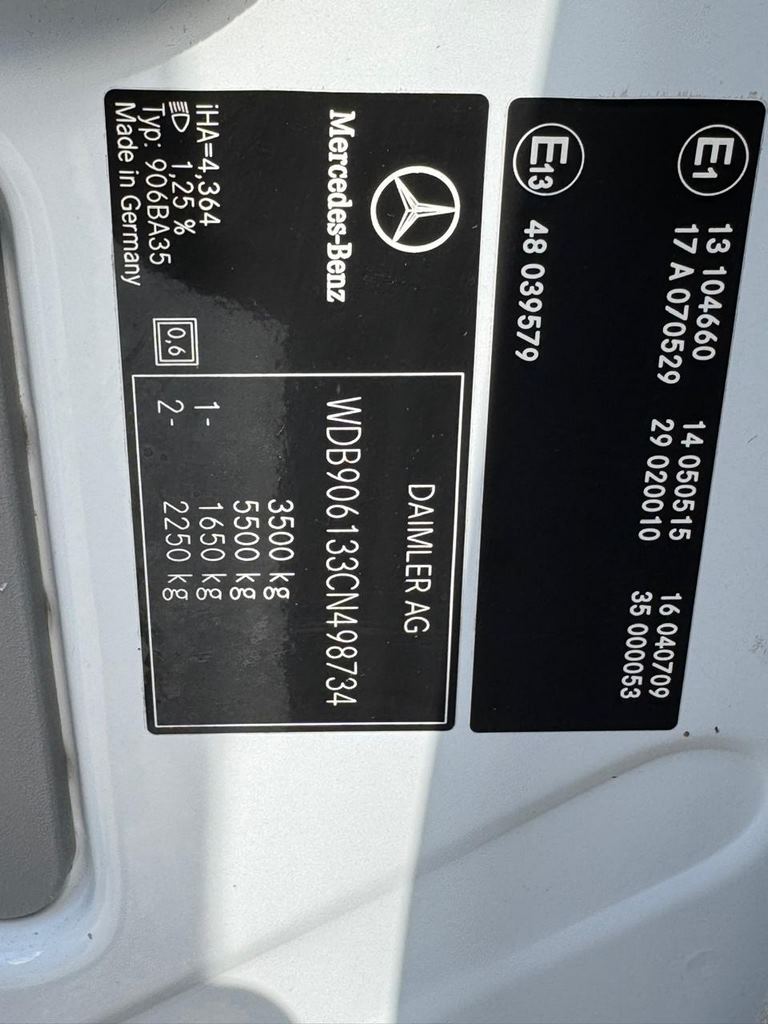 E1
13 104660
14 050515
16 040709
17 A 070529
29 020010
35 000053
E13
48 039579
Mercedes-Benz
iHA=4,364
1,25 %
Typ: 906BA35
Made in Germany
0,6
DAIMLER AG
WDB906133CN498734
3500 kg
5500 kg
1- 1650 kg
2- 2250 kg